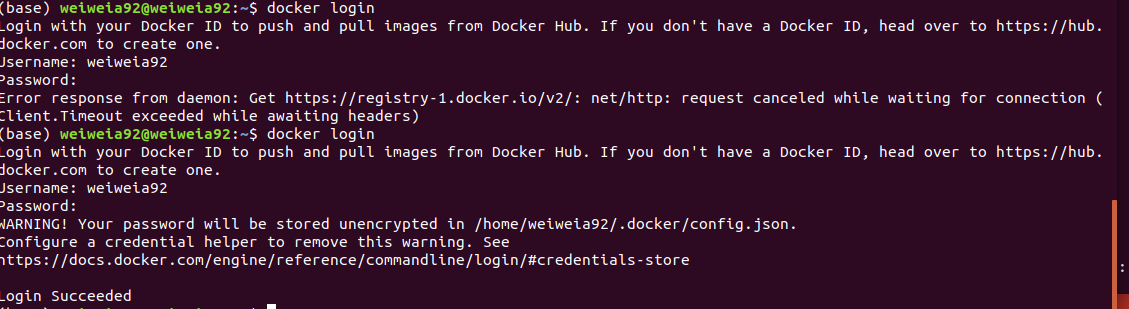 (base) weiweia92@weiweia92:~$ docker login
Login with your Docker ID to push and pull images from Docker Hub. If you don't have a Docker ID, head over to https://hub.
docker.com to create one.
Username: weiweia92
Password:
Error response from daemon: Get https://registry-1.docker.io/v2/: net/http: request canceled while waiting for connection (
Client.Timeout exceeded while awaiting headers)
(base) weiweia92@weiweia92:~$ docker login
Login with your Docker ID to push and pull images from Docker Hub. If you don't have a Docker ID, head over to https://hub.
docker.com to create one.
Username: weiweia92
Password:
WARNING! Your password will be stored unencrypted in /home/weiweia92/.docker/config.json.
Configure a credential helper to remove this warning. See
https://docs.docker.com/engine/reference/commandline/login/#credentials-store
Login Succeeded